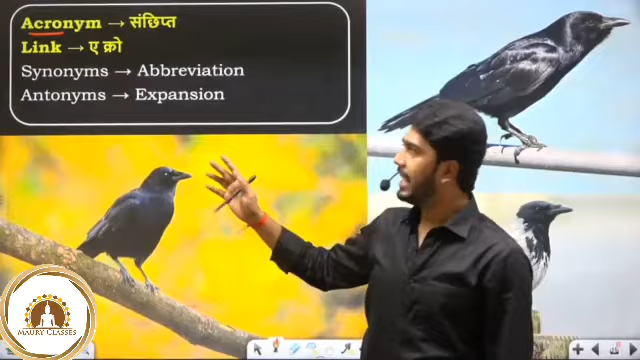 Acronym → संछिप्त
Link → ए क्रो
Synonyms → Abbreviation
Antonyms → Expansion
MAURY CLASSES